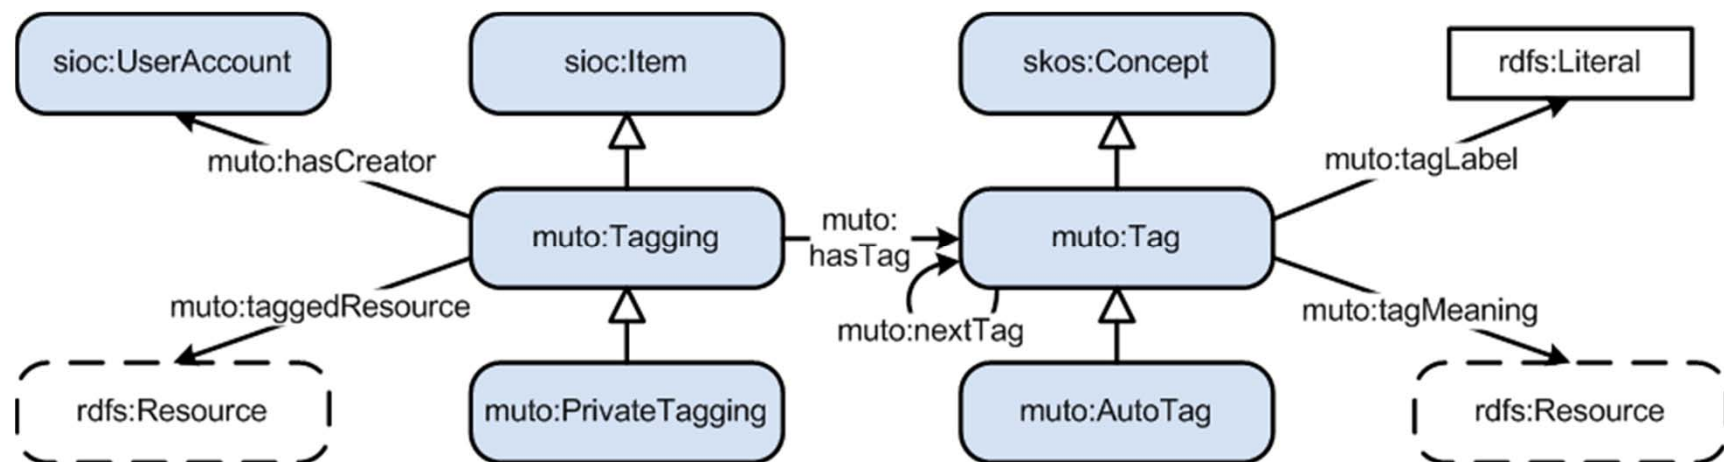 sioc:UserAccount
sioc:Item
skos:Concept
rdfs:Literal
muto:hasCreator
muto:tagLabel
muto:Tagging
muto:
hasTag
muto:Tag
muto:taggedResource
muto:nextTag
muto:tagMeaning
rdfs:Resource
muto:PrivateTagging
muto:AutoTag
rdfs:Resource